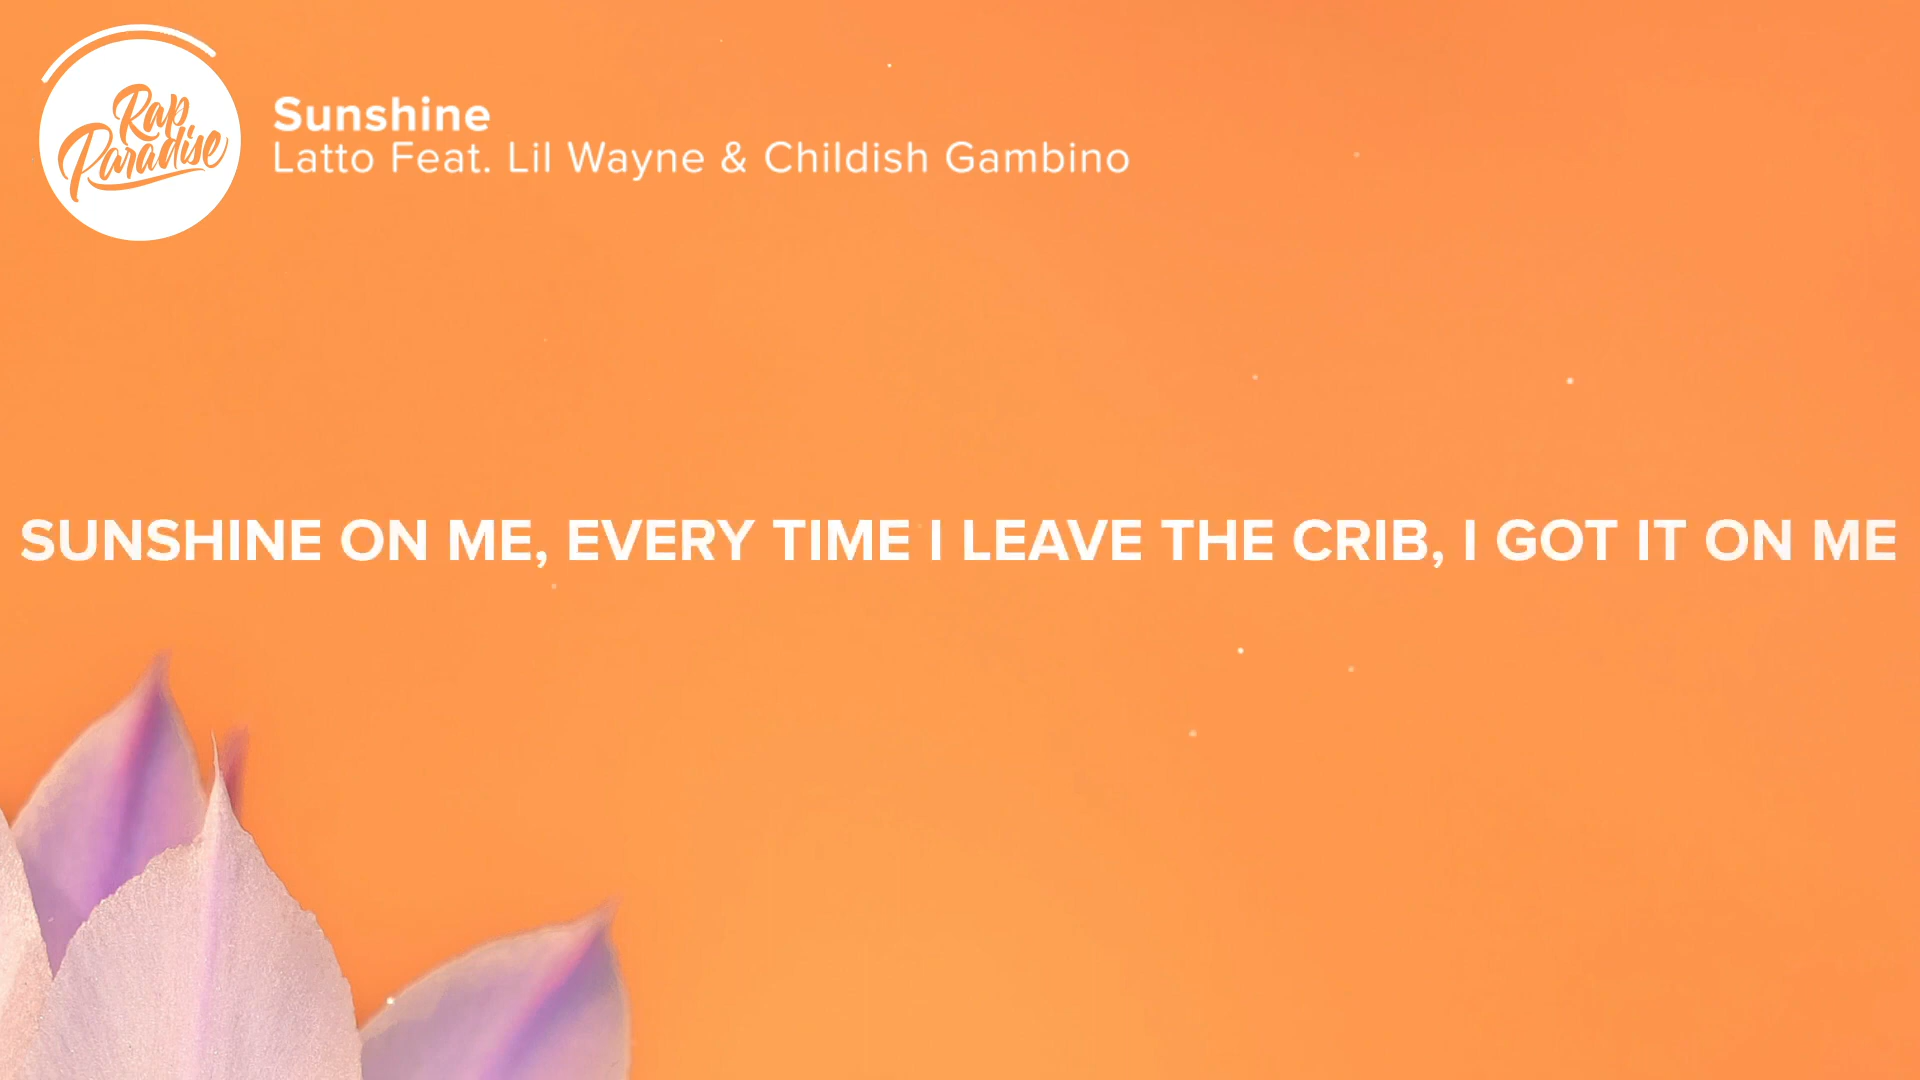 Rap
Paradise
Sunshine
Latto Feat. Lil Wayne & Childish Gambino
SUNSHINE ON ME, EVERY TIME I LEAVE THE CRIB, I GOT IT ON ME